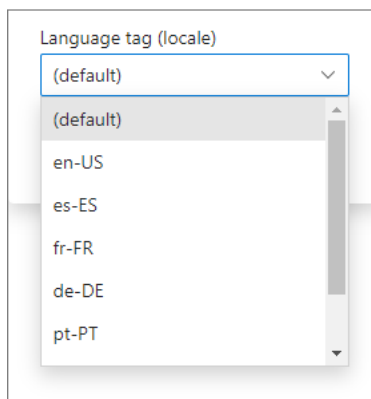 Language tag (locale)
(default)
(default)
en-US
es-ES
fr-FR
de-DE
pt-PT